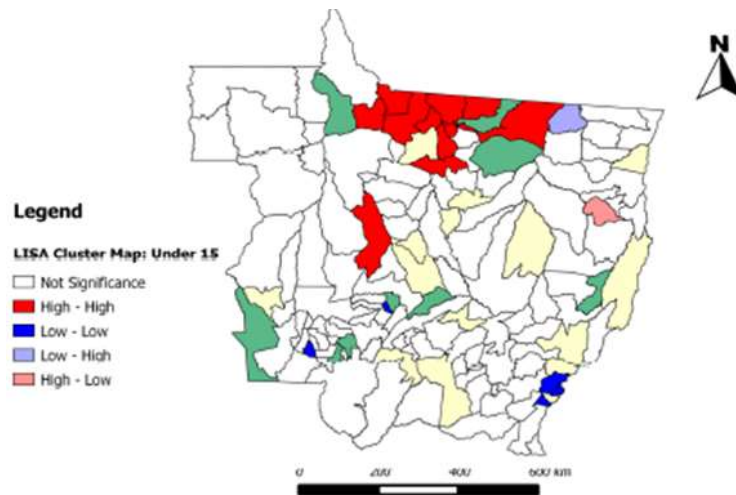 N
Legend
LISA Cluster Map: Under 15
Not Significance
High - High
Low - Low
Low - High
High - Low
0 200 400 600 km